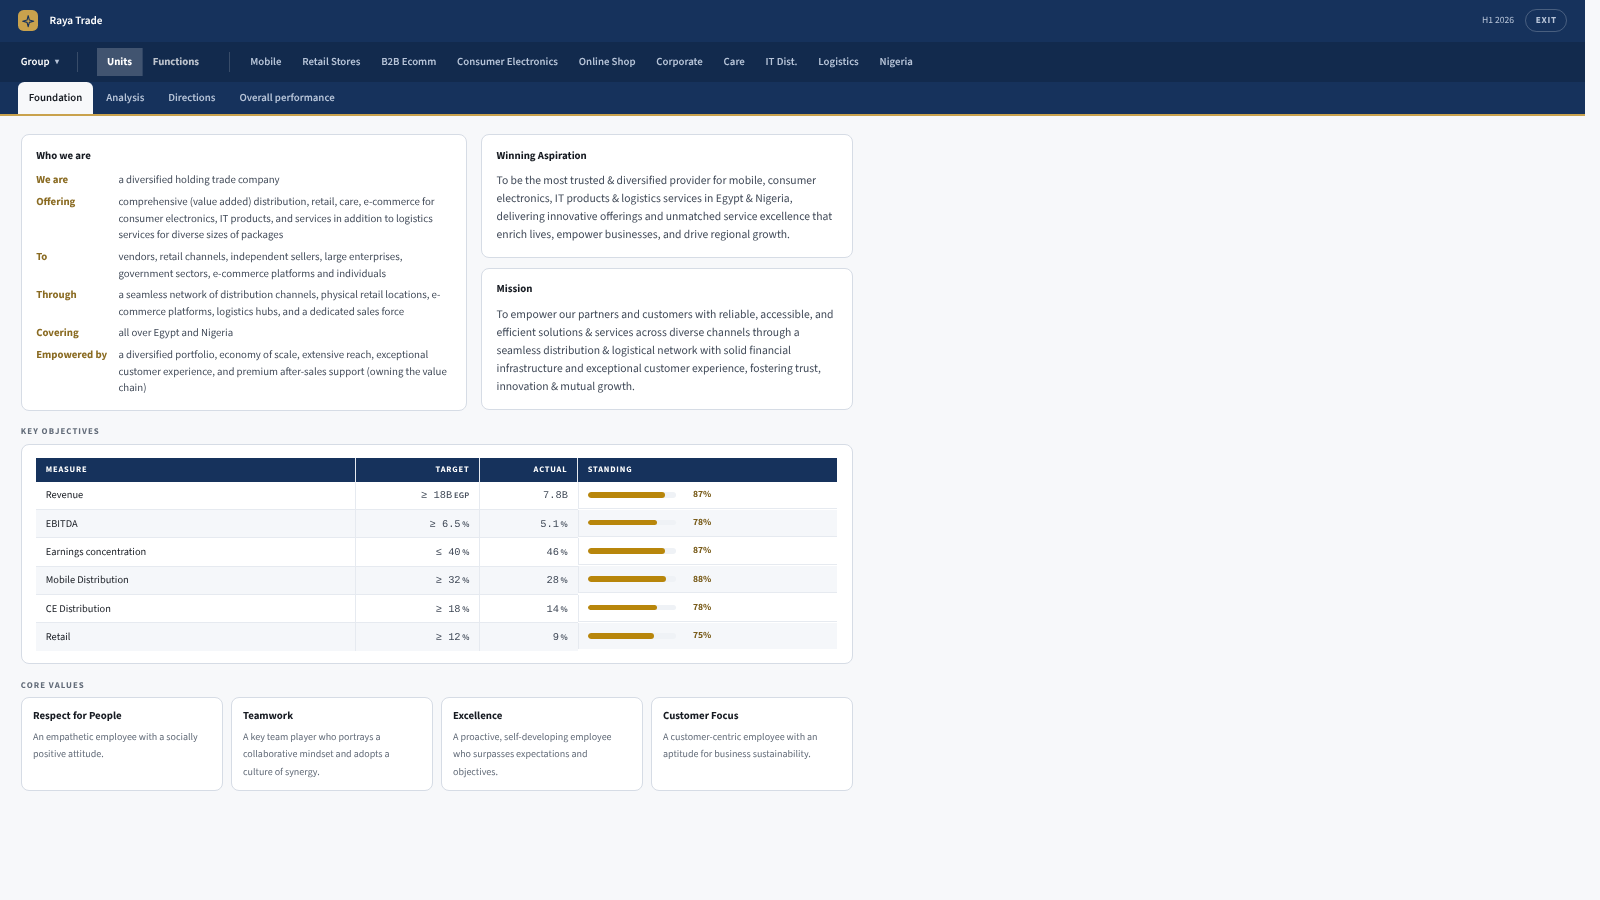 Raya Trade
H1 2026
EXIT
Group ▾
Units
Functions
Mobile
Retail Stores
B2B Ecomm
Consumer Electronics
Online Shop
Corporate
Care
IT Dist.
Logistics
Nigeria
Foundation
Analysis
Directions
Overall performance
Who we are
We are
a diversified holding trade company
Offering
comprehensive (value added) distribution, retail, care, e-commerce for
consumer electronics, IT products, and services in addition to logistics
services for diverse sizes of packages
To
vendors, retail channels, independent sellers, large enterprises,
government sectors, e-commerce platforms and individuals
Through
a seamless network of distribution channels, physical retail locations, e-
commerce platforms, logistics hubs, and a dedicated sales force
Covering
all over Egypt and Nigeria
Empowered by
a diversified portfolio, economy of scale, extensive reach, exceptional
customer experience, and premium after-sales support (owning the value
chain)
Winning Aspiration
To be the most trusted & diversified provider for mobile, consumer
electronics, IT products & logistics services in Egypt & Nigeria,
delivering innovative offerings and unmatched service excellence that
enrich lives, empower businesses, and drive regional growth.
Mission
To empower our partners and customers with reliable, accessible, and
efficient solutions & services across diverse channels through a
seamless distribution & logistical network with solid financial
infrastructure and exceptional customer experience, fostering trust,
innovation & mutual growth.
KEY OBJECTIVES
MEASURE TARGET ACTUAL STANDING
Revenue ≥ 18B EGP 7.8B 87%
EBITDA ≥ 6.5 % 5.1 % 78%
Earnings concentration ≤ 40 % 46 % 87%
Mobile Distribution ≥ 32 % 28 % 88%
CE Distribution ≥ 18 % 14 % 78%
Retail ≥ 12 % 9 % 75%
CORE VALUES
Respect for People
An empathetic employee with a socially
positive attitude.
Teamwork
A key team player who portrays a
collaborative mindset and adopts a
culture of synergy.
Excellence
A proactive, self-developing employee
who surpasses expectations and
objectives.
Customer Focus
A customer-centric employee with an
aptitude for business sustainability.